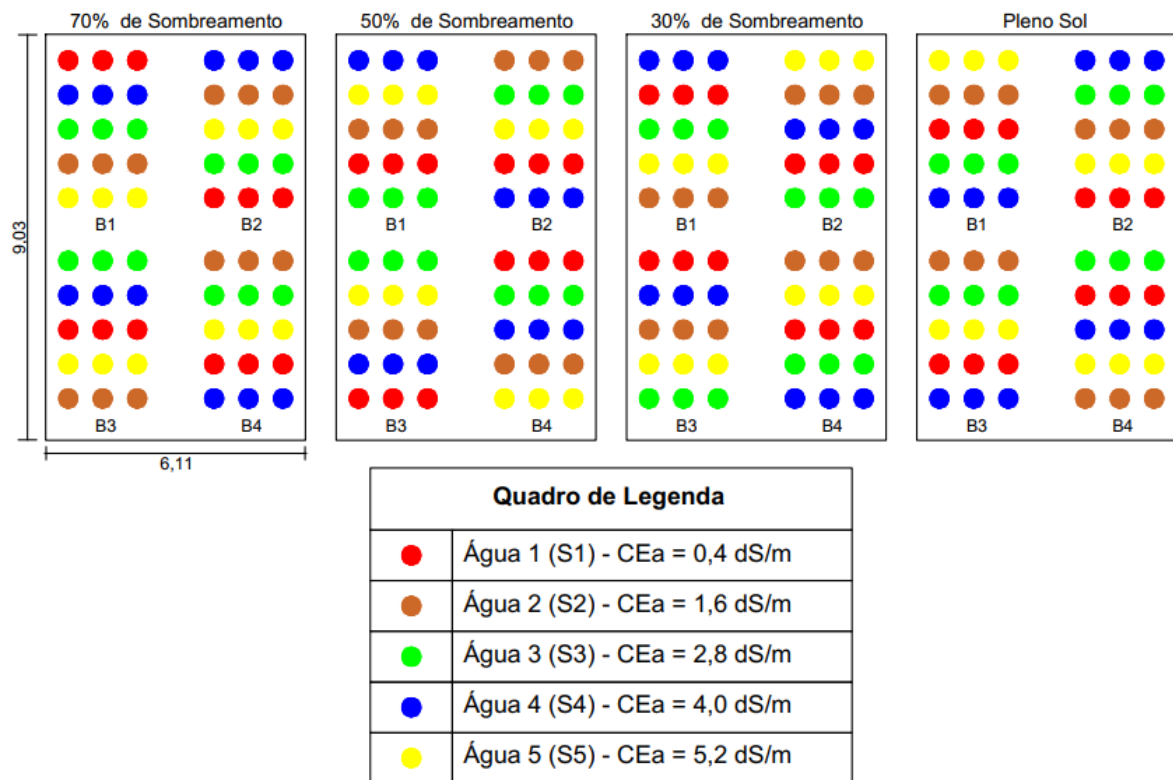 70% de Sombreamento
50% de Sombreamento
30% de Sombreamento
Pleno Sol
B1
B2
B1
B2
B1
B2
B1
B2
9,03
B3
B4
B3
B4
B3
B4
B3
B4
6,11
Quadro de Legenda
Água 1 (S1) - CEa = 0,4 dS/m
Água 2 (S2) - CEa = 1,6 dS/m
Água 3 (S3) - CEa = 2,8 dS/m
Água 4 (S4) - CEa = 4,0 dS/m
Água 5 (S5) - CEa = 5,2 dS/m